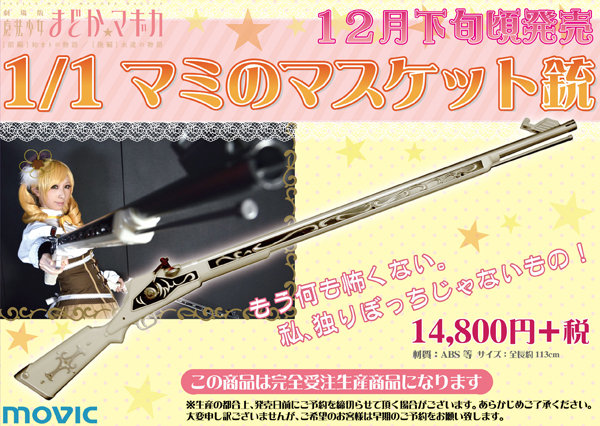 劇場版
魔法少女まどか☆マギカ
[前編] 始まりの物語 / [後編] 永遠の物語
12月下旬頃発売
1/1 マミのマスケット銃
もう何も怖くない。
私、独りぼっちじゃないもの！
14,800円＋税
材質：ABS 等 サイズ：全長約113cm
この商品は完全受注生産商品になります
movic
※生産の都合上、発売日前にご予約を締切らせて頂く場合がございます。あらかじめご了承ください。
大変申し訳ございませんが、ご希望のお客様は早期のご予約をお願い致します。